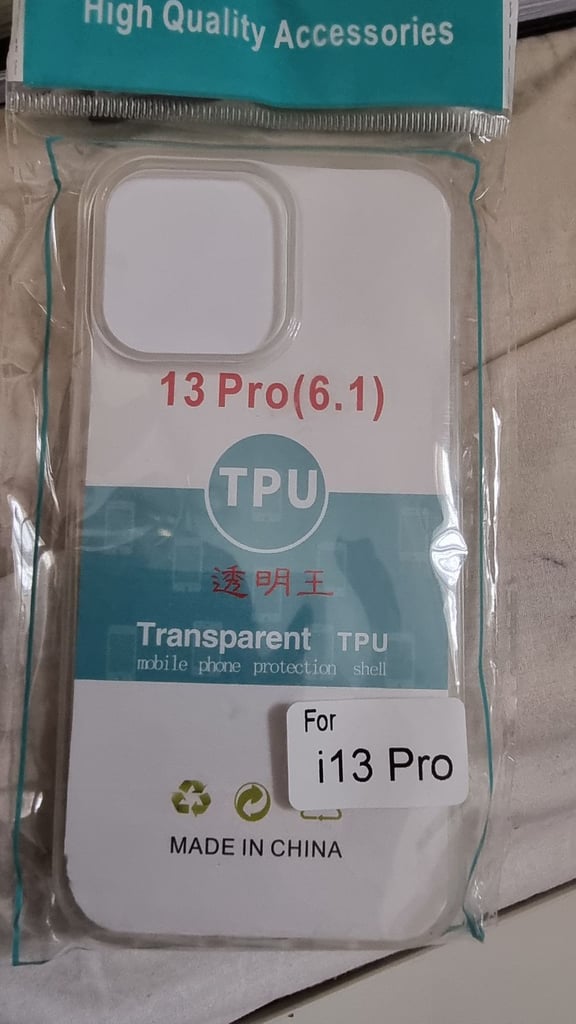 High Quality Accessories
13 Pro(6.1)
TPU
透明王
Transparent TPU
mobile phone protection shell
For
i13 Pro
MADE IN CHINA